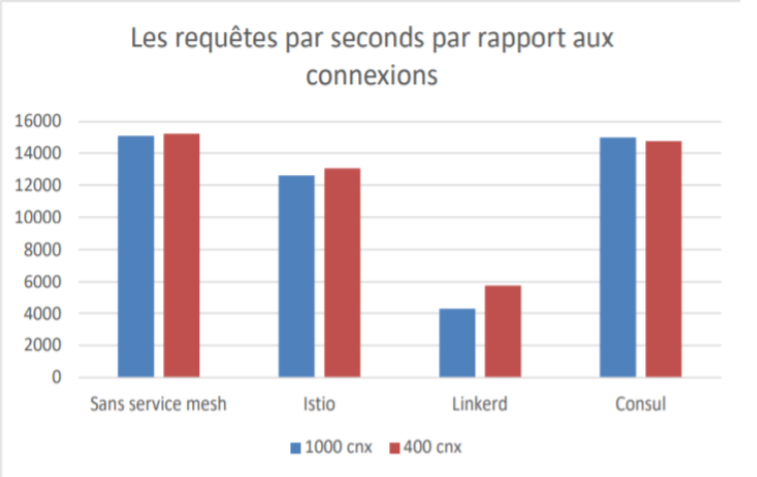 Les requêtes par seconds par rapport aux
connexions
16000
14000
12000
10000
8000
6000
4000
2000
0
Sans service mesh Istio Linkerd Consul
1000 cnx 400 cnx